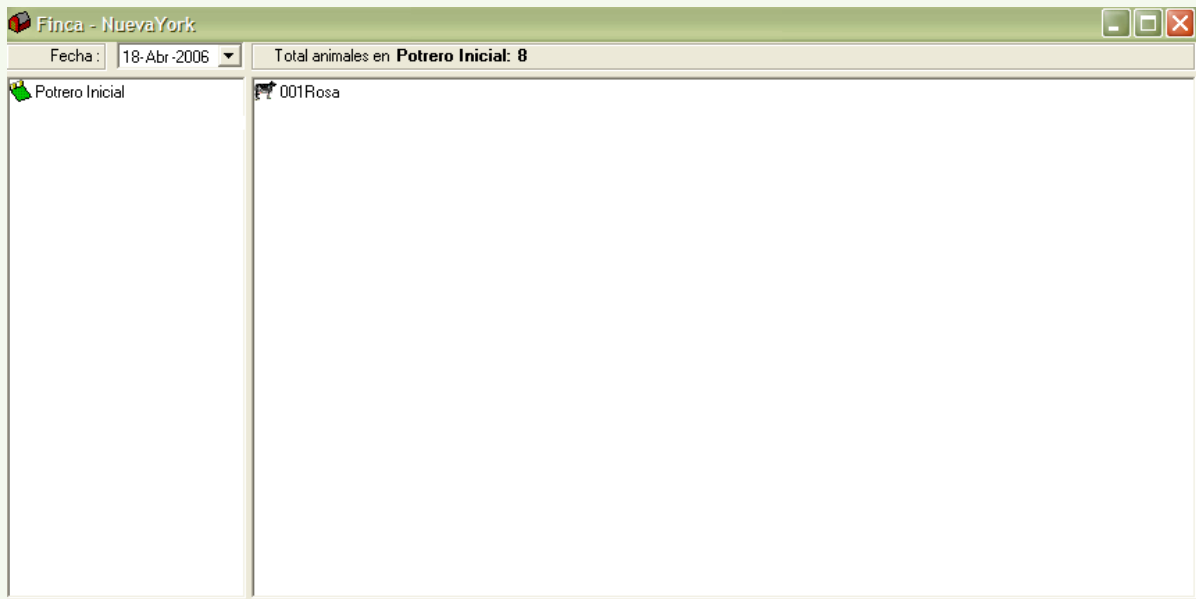 Finca - NuevaYork
Fecha : 18-Abr-2006 Total animales en Potrero Inicial: 8
Potrero Inicial 001Rosa